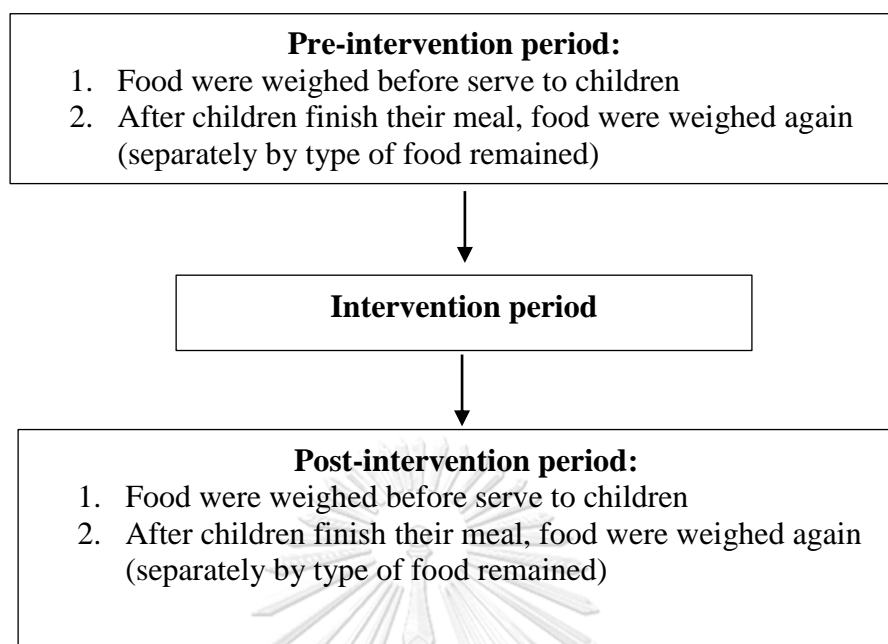 Pre-intervention period:
1. Food were weighed before serve to children
2. After children finish their meal, food were weighed again
(separately by type of food remained)
Intervention period
Post-intervention period:
1. Food were weighed before serve to children
2. After children finish their meal, food were weighed again
(separately by type of food remained)